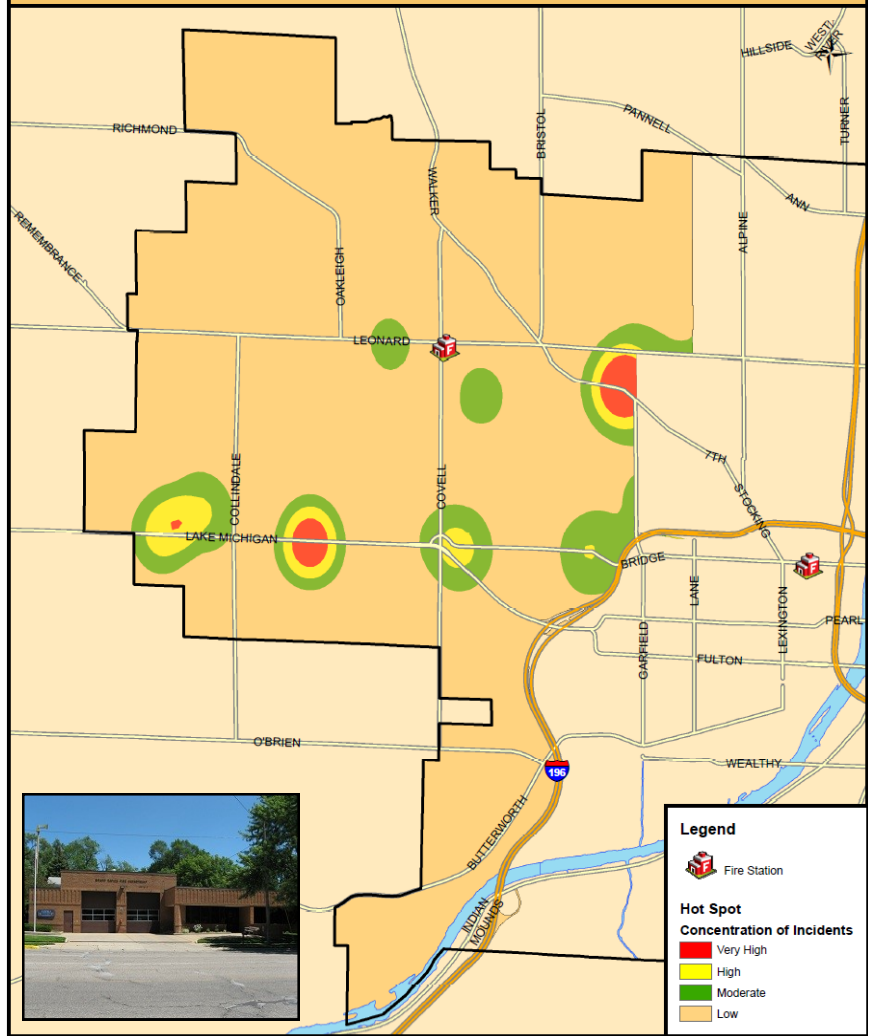 HILLSIDE
WEST
RIVER
TURNER
BRISTOL
PANNELL
RICHMOND
WALKER
ANN
REMEMBRANCE
ALPINE
OAKLEIGH
LEONARD
7TH
COLLINDALE
COVELL
STOCKING
LAKE MICHIGAN
BRIDGE
LANE
LEXINGTON
PEARL
GARFIELD
FULTON
O'BRIEN
WEALTHY
196
BUTTERWORTH
INDIAN
MOUNDS
Legend
F
Fire Station
Hot Spot
Concentration of Incidents
Very High
High
Moderate
Low